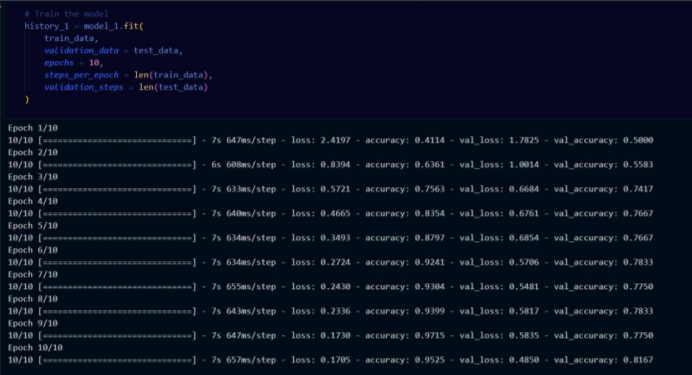 # Train the model
history_1 = model_1.fit(
    train_data,
    validation_data = test_data,
    epochs = 10,
    steps_per_epoch = len(train_data),
    validation_steps = len(test_data)
)
Epoch 1/10
10/10 [==============================] - 7s 647ms/step - loss: 2.4197 - accuracy: 0.4114 - val_loss: 1.7825 - val_accuracy: 0.5000
Epoch 2/10
10/10 [==============================] - 6s 608ms/step - loss: 0.8394 - accuracy: 0.6361 - val_loss: 1.0014 - val_accuracy: 0.5583
Epoch 3/10
10/10 [==============================] - 7s 633ms/step - loss: 0.5721 - accuracy: 0.7563 - val_loss: 0.6684 - val_accuracy: 0.7417
Epoch 4/10
10/10 [==============================] - 7s 640ms/step - loss: 0.4665 - accuracy: 0.8354 - val_loss: 0.6761 - val_accuracy: 0.7667
Epoch 5/10
10/10 [==============================] - 7s 634ms/step - loss: 0.3493 - accuracy: 0.8797 - val_loss: 0.6854 - val_accuracy: 0.7667
Epoch 6/10
10/10 [==============================] - 7s 634ms/step - loss: 0.2724 - accuracy: 0.9241 - val_loss: 0.5706 - val_accuracy: 0.7833
Epoch 7/10
10/10 [==============================] - 7s 655ms/step - loss: 0.2430 - accuracy: 0.9304 - val_loss: 0.5481 - val_accuracy: 0.7750
Epoch 8/10
10/10 [==============================] - 7s 643ms/step - loss: 0.2336 - accuracy: 0.9399 - val_loss: 0.5817 - val_accuracy: 0.7833
Epoch 9/10
10/10 [==============================] - 7s 647ms/step - loss: 0.1730 - accuracy: 0.9715 - val_loss: 0.5835 - val_accuracy: 0.7750
Epoch 10/10
10/10 [==============================] - 7s 657ms/step - loss: 0.1705 - accuracy: 0.9525 - val_loss: 0.4850 - val_accuracy: 0.8167